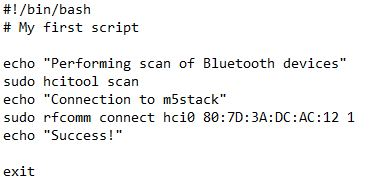 #!/bin/bash
# My first script
echo "Performing scan of Bluetooth devices"
sudo hcitool scan
echo "Connection to m5stack"
sudo rfcomm connect hci0 80:7D:3A:DC:AC:12 1
echo "Success!"
exit